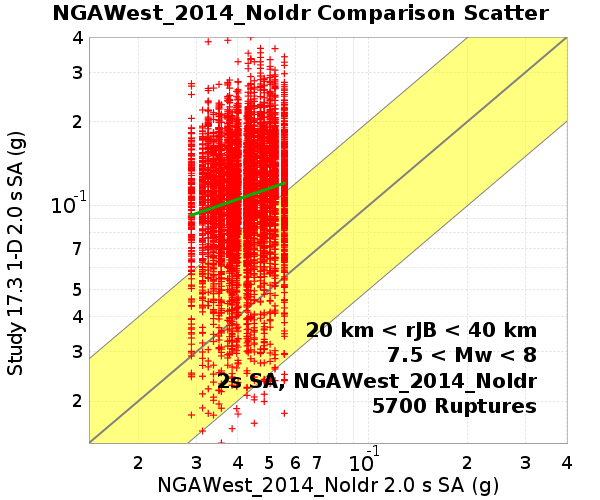 NGAWest_2014_NoIdr Comparison Scatter
Study 17.3 1-D 2.0 s SA (g)
4
3
2
10^-1
7
5
4
3
2
20 km < rJB < 40 km
7.5 < Mw < 8
2s SA, NGAWest_2014_NoIdr
5700 Ruptures
2 3 4 5 6 7 10^-1 2 3 4
NGAWest_2014_NoIdr 2.0 s SA (g)